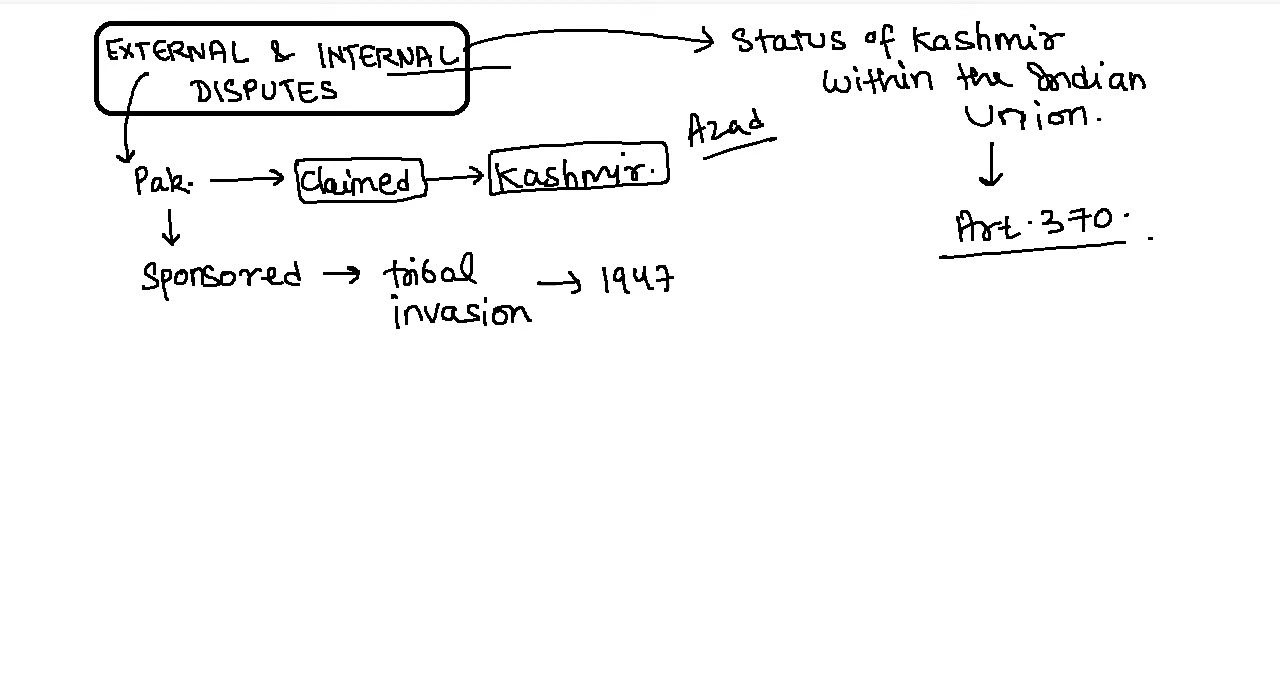 EXTERNAL & INTERNAL
DISPUTES
→ Status of Kashmir
within the Indian
Union.
↓
Art. 370.
Pak. → Claimed → Kashmir. Azad
↓
Sponsored → tribal
invasion → 1947